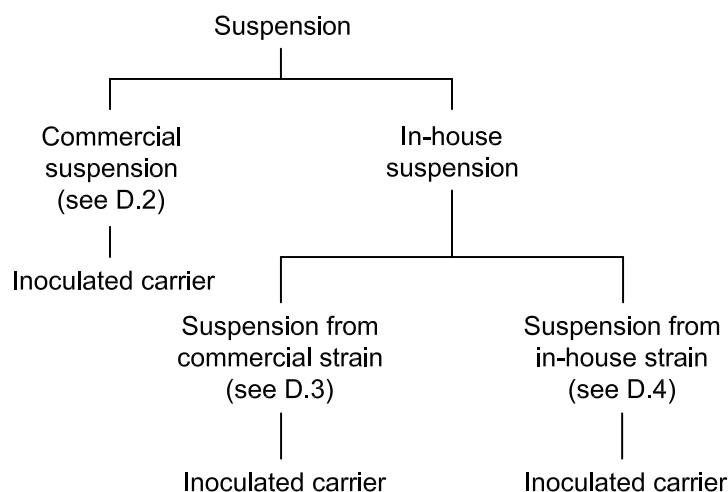 Suspension
Commercial
suspension
(see D.2)
In-house
suspension
Inoculated carrier
Suspension from
commercial strain
(see D.3)
Suspension from
in-house strain
(see D.4)
Inoculated carrier
Inoculated carrier